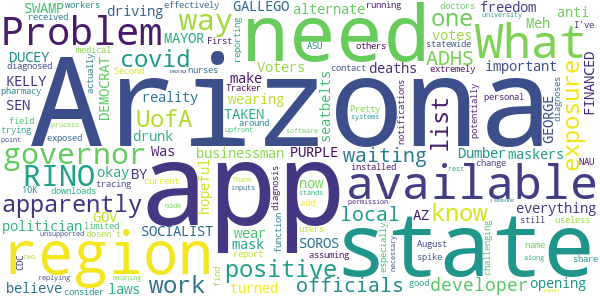 SWAMP
received
workers
driving
alternate
GALLEGO
freedom
Meh
anti
doctors
running
Problem
way
need
one
What
reporting
others
ASU
effectively
medical
university
I've
DUCEY
MAYOR
Voters
votes
statewide
diagnosed
covid
ADHS
important
nurses
First
extremely
KELLY
DEMOCRAT
make
deaths
contact
Tracker
pharmacy
reality
wearing
seatbelts
actually
Second
SEN
field
Arizona
exposure
FINANCED
trying
exposed
UofA
TAKEN
around
list
notifications
personal
GEORGE
menu
drunk
process
upfront
software
systems
potentially
diagnoses
governor
Was
PURPLE
Dumber
maskers
businessman
waiting
Pretty
point
RINO
okay
BY
NAU
apparently
hopeful
app
available
state
10K
downloads
tracing
diagnosis
now
installed
change
current
Thank
inputs
everything
politician
limited
GOV
stands
add
local
AZ
know
still
useless
region
SOCIALIST
users
permission
wear
mask
SOROS
function
report
especially
August
name
rest
remove
CDC
unsupported
dosen't
assuming
spike
along
share
believe
laws
work
find
officials
developer
necessary
challenging
replying
meaning
consider
made
turned
positive
good
opening